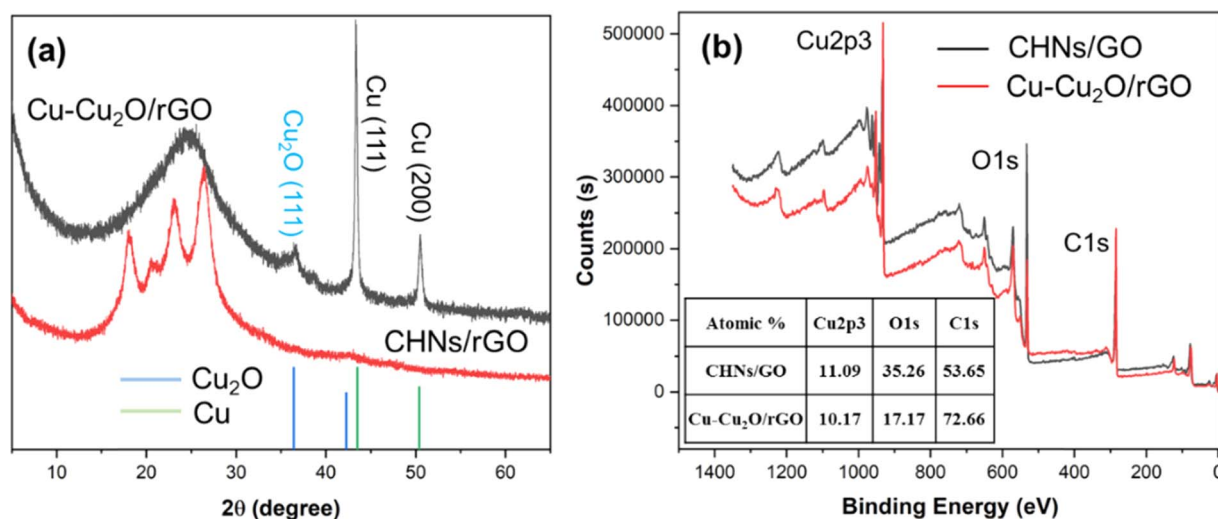 (a)
Cu-Cu₂O/rGO
Cu₂O (111)
Cu (111)
Cu (200)
CHNs/rGO
Cu₂O
Cu
10 20 30 40 50 60
2θ (degree)
(b)
Cu2p3
CHNs/GO
Cu-Cu₂O/rGO
O1s
C1s
500000
400000
300000
200000
100000
0
Counts (s)
Atomic % Cu2p3 O1s C1s
CHNs/GO 11.09 35.26 53.65
Cu-Cu₂O/rGO 10.17 17.17 72.66
1400 1200 1000 800 600 400 200 0
Binding Energy (eV)